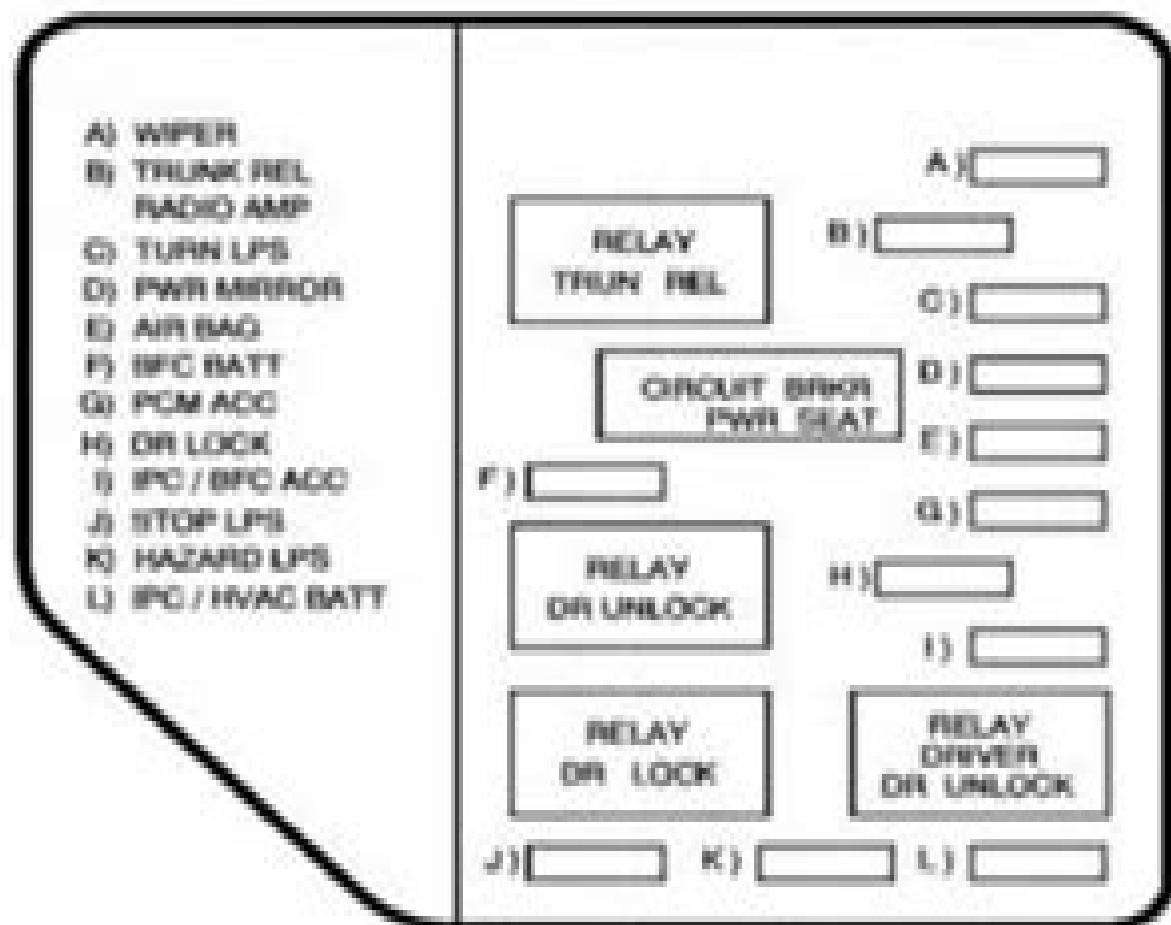 A) WIPER
B) TRUNK REL
RADIO AMP
C) TURN LPS
D) PWR MIRROR
E) AIR BAG
F) BFC BATT
G) PCM ACC
H) DR LOCK
I) IPC / BFC ACC
J) STOP LPS
K) HAZARD LPS
L) IPC / HVAC BATT
A)
RELAY
TRUN REL
B)
C)
CIRCUIT BRKR
PWR SEAT
D)
E)
F)
G)
RELAY
DR UNLOCK
H)
I)
RELAY
DR LOCK
RELAY
DRIVER
DR UNLOCK
J)
K)
L)